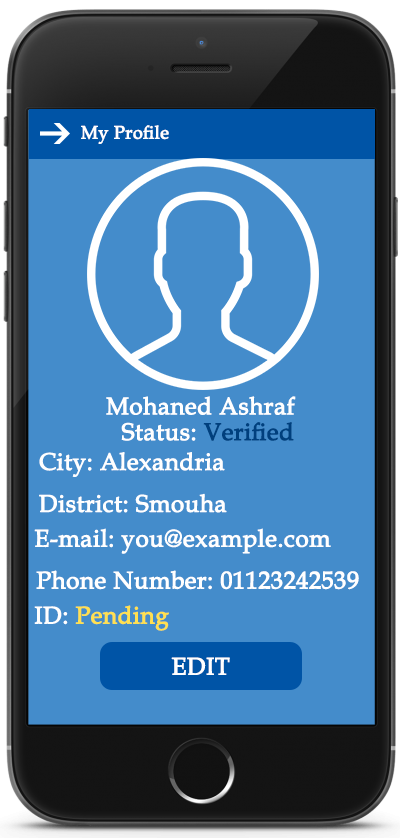 My Profile
Mohaned Ashraf
Status: Verified
City: Alexandria
District: Smouha
E-mail: you@example.com
Phone Number: 01123242539
ID: Pending
EDIT